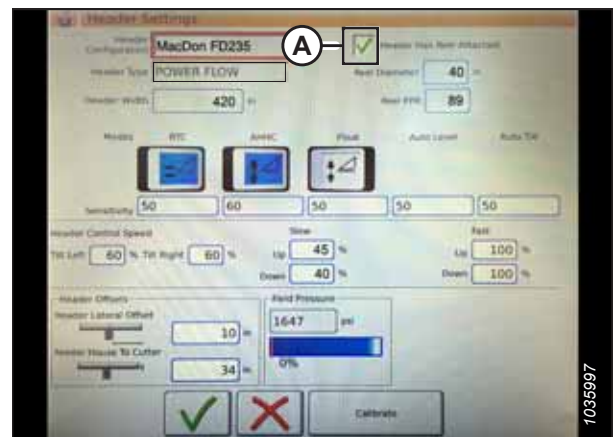 Header Settings
Header Configuration MacDon FD235 A Header Has Reel Attached
Header Type POWER FLOW Reel Diameter 40 in
Header Width 420 in Reel PPR 89
Modes RTC AHHC Float Auto Level Auto Tilt
Sensitivity 50 60 50 50 50
Header Control Speed Slow Fast
Tilt Left 60 % Tilt Right 60 % Up 45 % Up 100 %
Down 40 % Down 100 %
Header Offsets Field Pressure
Header Lateral Offset 10 in 1647 psi
Feeder House To Cutter 34 in 0%
Calibrate
1035997